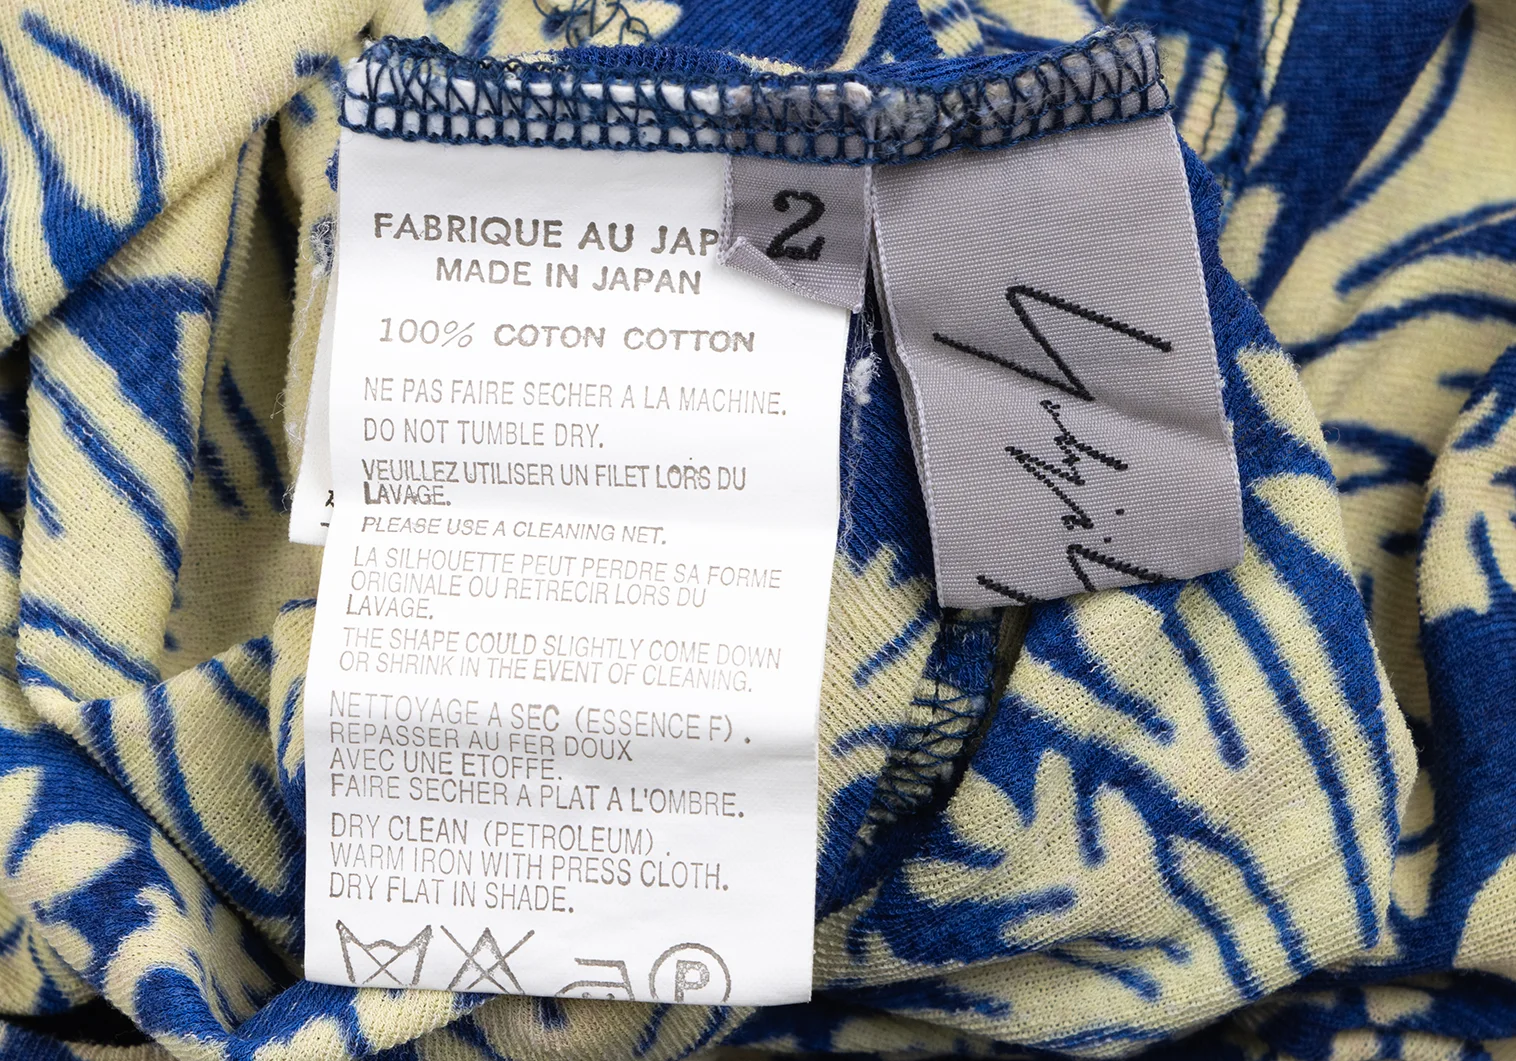 FABRIQUE AU JAP
MADE IN JAPAN
100% COTON COTTON
NE PAS FAIRE SECHER A LA MACHINE.
DO NOT TUMBLE DRY.
VEUILLEZ UTILISER UN FILET LORS DU
LAVAGE.
PLEASE USE A CLEANING NET.
LA SILHOUETTE PEUT PERDRE SA FORME
ORIGINALE OU RETRECIR LORS DU
LAVAGE.
THE SHAPE COULD SLIGHTLY COME DOWN
OR SHRINK IN THE EVENT OF CLEANING.
NETTOYAGE A SEC (ESSENCE F) .
REPASSER AU FER DOUX
AVEC UNE ETOFFE.
FAIRE SECHER A PLAT A L'OMBRE.
DRY CLEAN (PETROLEUM) .
WARM IRON WITH PRESS CLOTH.
DRY FLAT IN SHADE.
P
2
Yohji Y